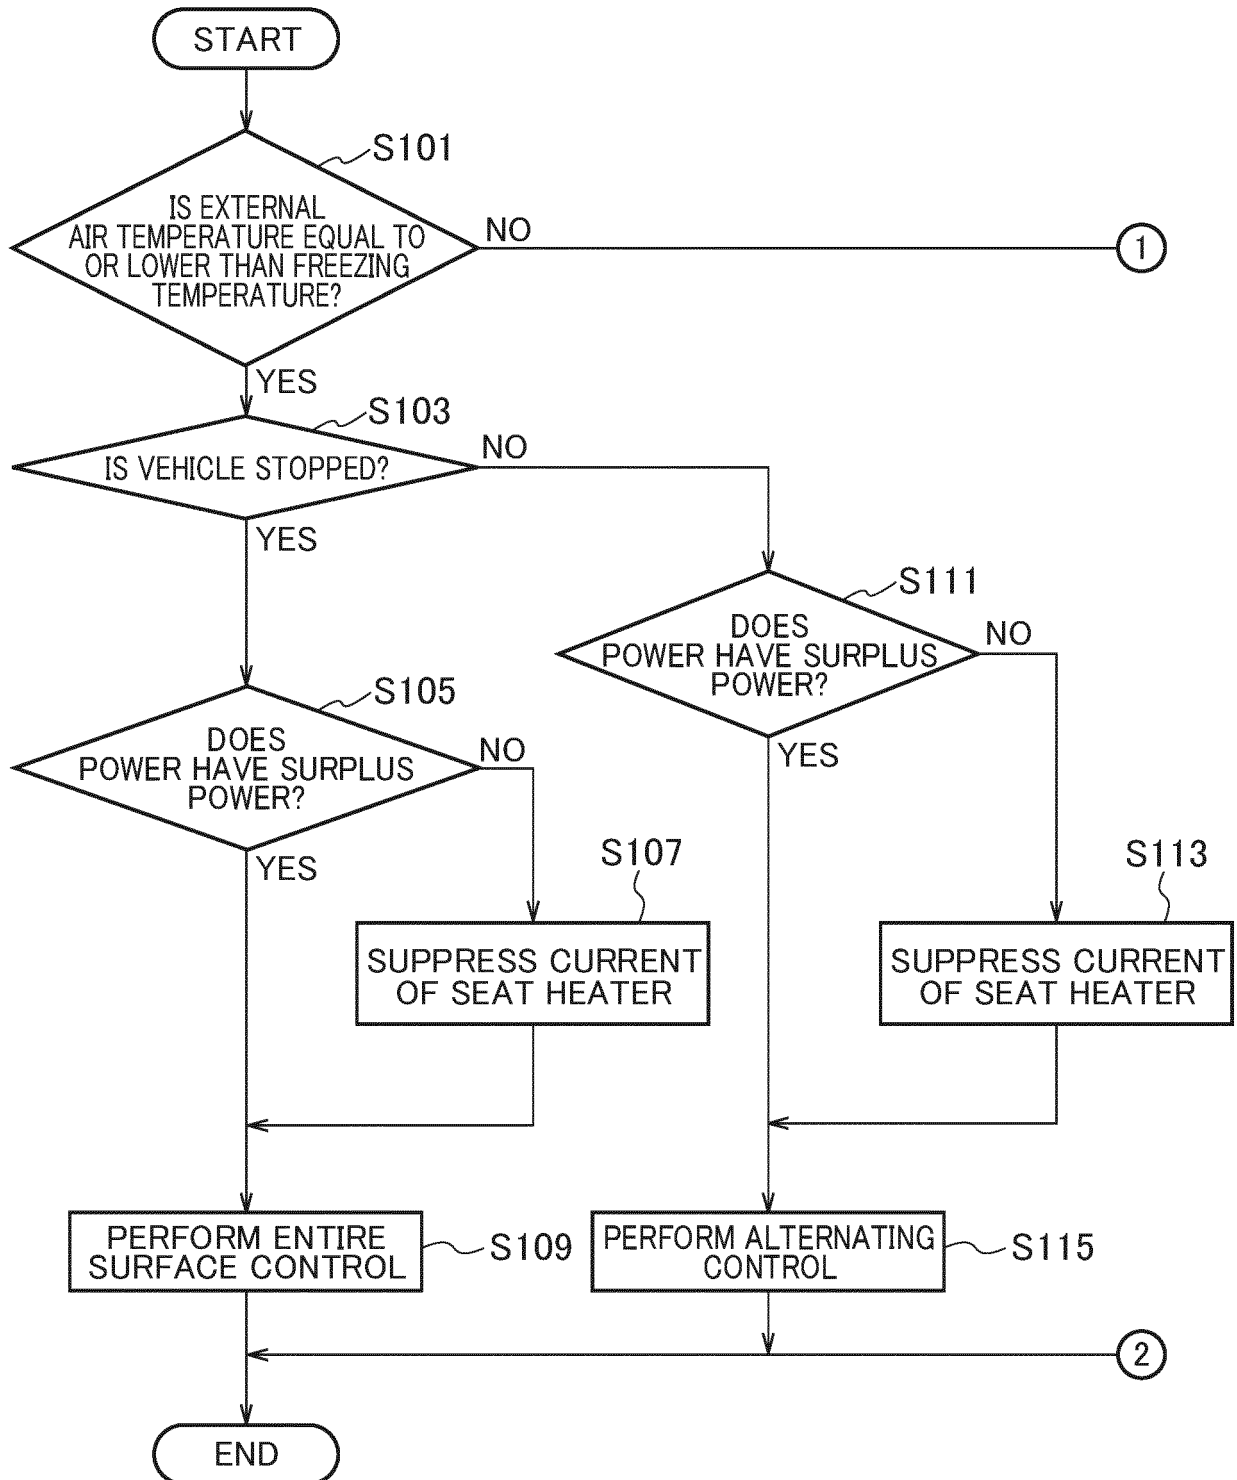 START
S101
IS EXTERNAL
AIR TEMPERATURE EQUAL TO
OR LOWER THAN FREEZING
TEMPERATURE?
NO
1
YES
S103
IS VEHICLE STOPPED?
NO
YES
S111
DOES
POWER HAVE SURPLUS
POWER?
NO
YES
S105
DOES
POWER HAVE SURPLUS
POWER?
NO
YES
S107
SUPPRESS CURRENT
OF SEAT HEATER
S113
SUPPRESS CURRENT
OF SEAT HEATER
PERFORM ENTIRE
SURFACE CONTROL
S109
PERFORM ALTERNATING
CONTROL
S115
2
END